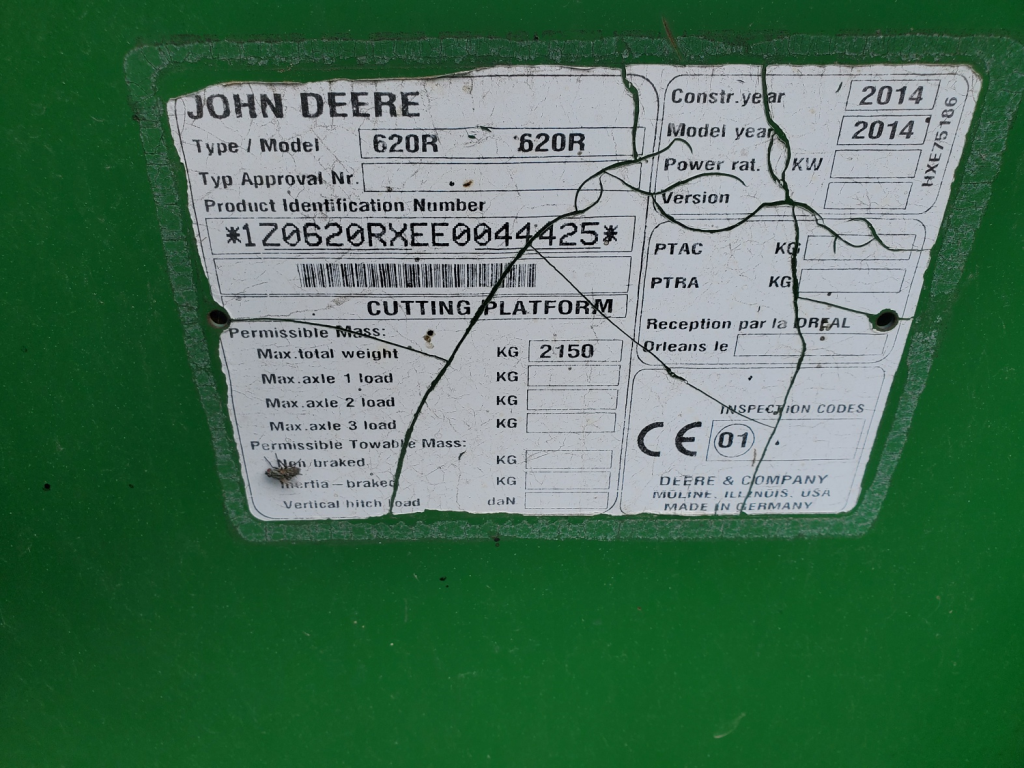 JOHN DEERE
Type / Model 620R 620R
Typ Approval Nr.
Product Identification Number
*1Z0620RXEE0044425*
CUTTING PLATFORM
Permissible Mass:
Max.total weight KG 2150
Max.axle 1 load KG
Max.axle 2 load KG
Max.axle 3 load KG
Permissible Towable Mass:
Non/braked KG
Inertia – braked KG
Vertical hitch load daN
Constr.year 2014
Model year 2014
Power rat. KW
Version
HXE75186
PTAC KG
PTRA KG
Reception par la DREAL
Orleans le
INSPECTION CODES
CE 01
DEERE & COMPANY
MOLINE, ILLINOIS, USA
MADE IN GERMANY